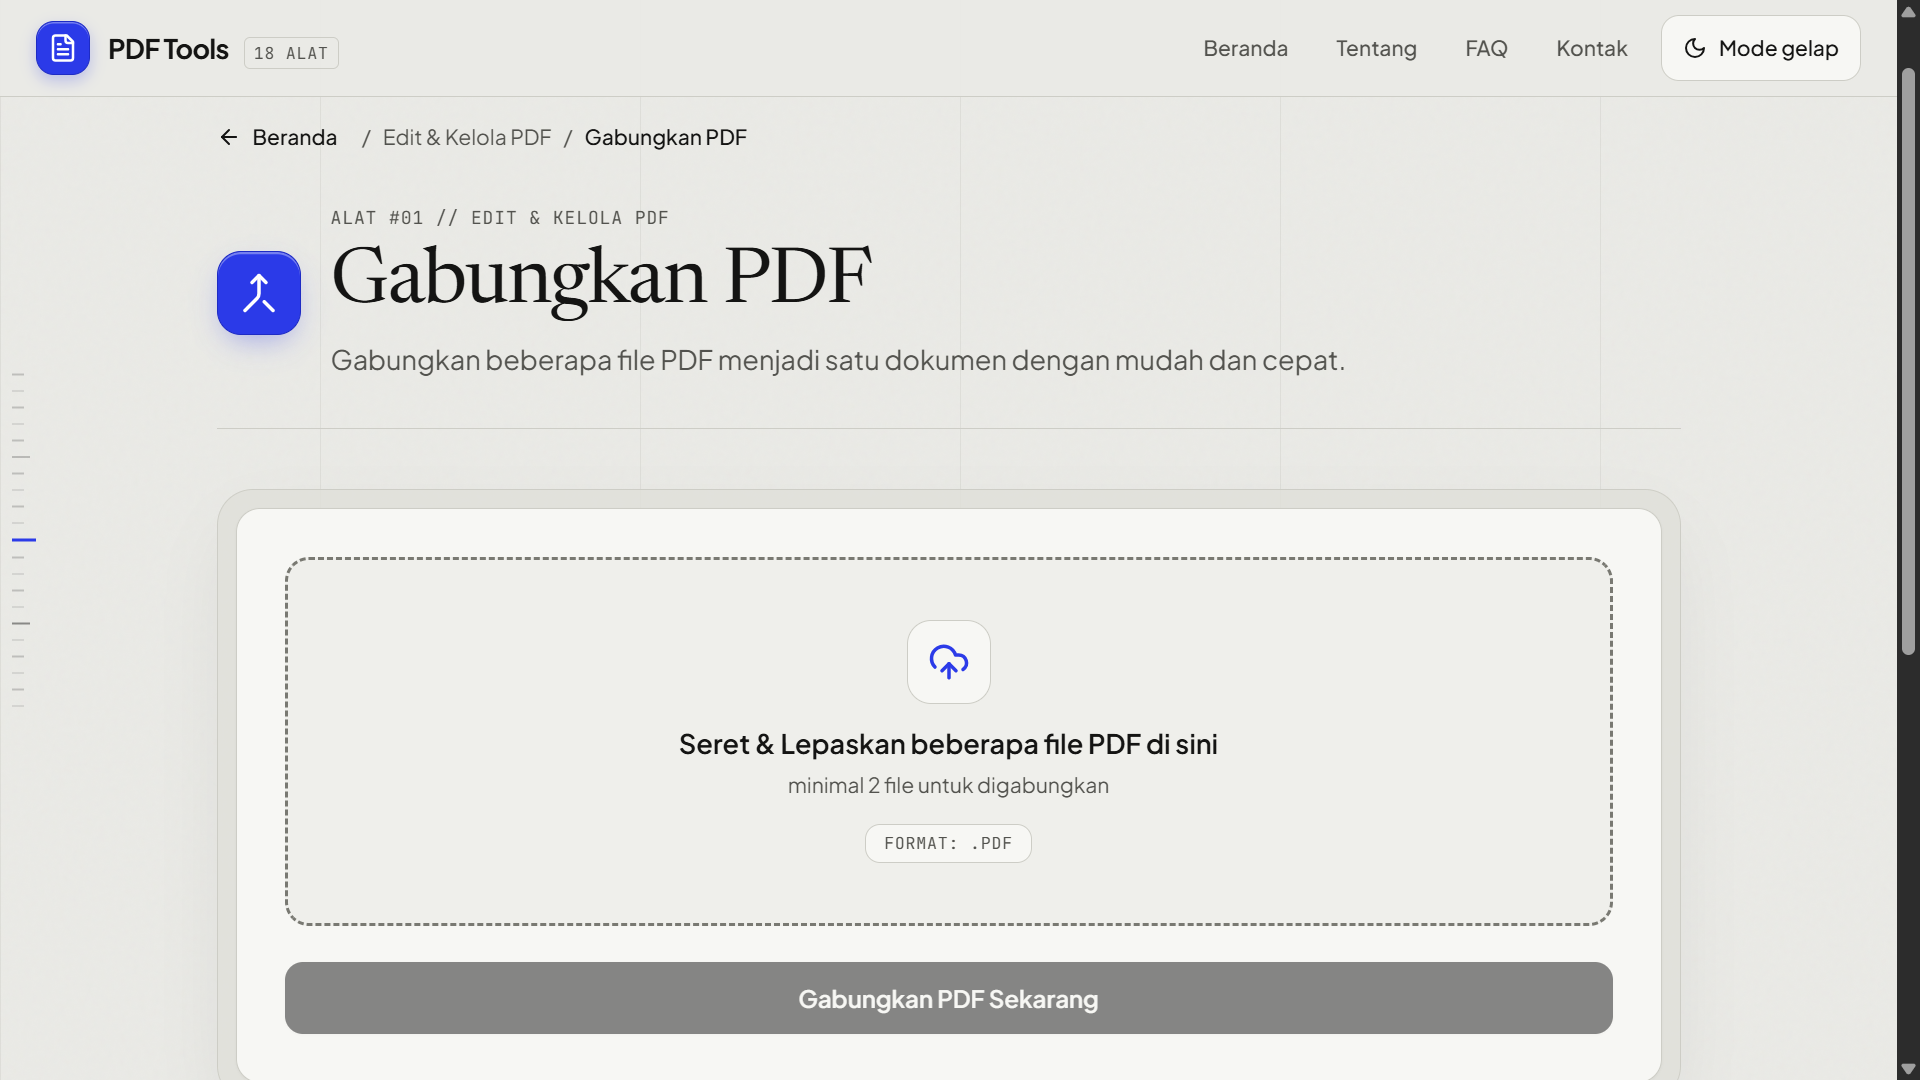 PDF Tools 18 ALAT Beranda Tentang FAQ Kontak Mode gelap
Beranda / Edit & Kelola PDF / Gabungkan PDF
ALAT #01 // EDIT & KELOLA PDF
Gabungkan PDF
Gabungkan beberapa file PDF menjadi satu dokumen dengan mudah dan cepat.
Seret & Lepaskan beberapa file PDF di sini
minimal 2 file untuk digabungkan
FORMAT: .PDF
Gabungkan PDF Sekarang